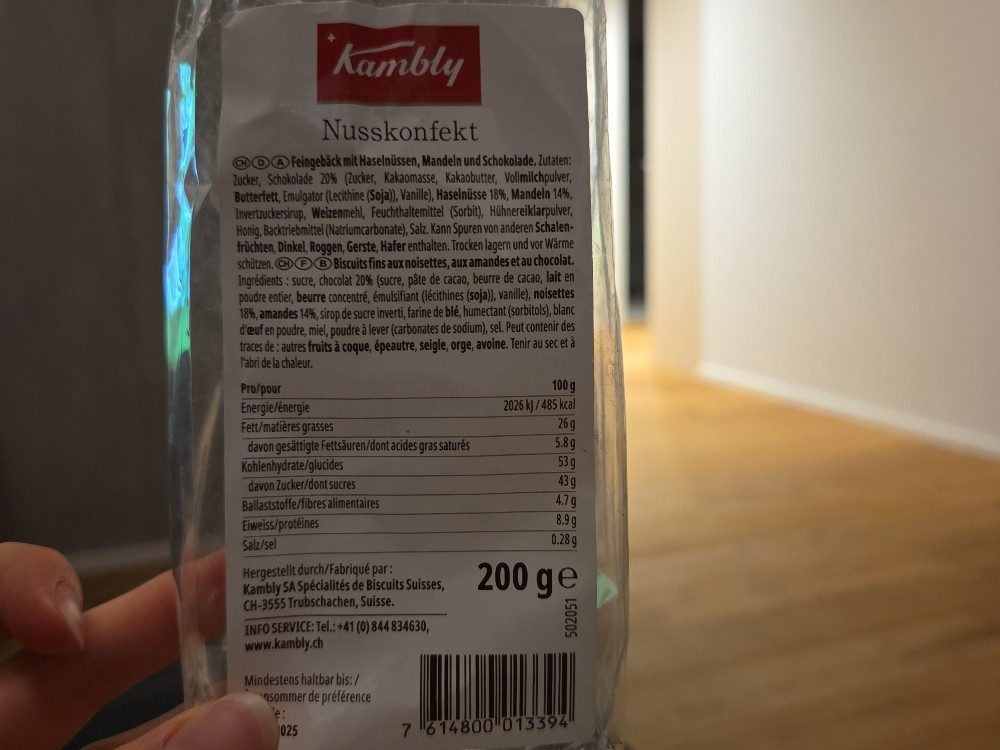 Kambly
Nusskonfekt
CH D A Feingebäck mit Haselnüssen, Mandeln und Schokolade. Zutaten:
Zucker, Schokolade 20% (Zucker, Kakaomasse, Kakaobutter, Vollmilchpulver,
Butterfett, Emulgator (Lecithine (Soja)), Vanille), Haselnüsse 18%, Mandeln 14%,
Invertzuckersirup, Weizenmehl, Feuchthaltemittel (Sorbit), Hühnereiklarpulver,
Honig, Backtriebmittel (Natriumcarbonate), Salz. Kann Spuren von anderen Schalen-
früchten, Dinkel, Roggen, Gerste, Hafer enthalten. Trocken lagern und vor Wärme
schützen. CH F B Biscuits fins aux noisettes, aux amandes et au chocolat.
Ingrédients : sucre, chocolat 20% (sucre, pâte de cacao, beurre de cacao, lait en
poudre entier, beurre concentré, émulsifiant (lécithines (soja)), vanille), noisettes
18%, amandes 14%, sirop de sucre inverti, farine de blé, humectant (sorbitols), blanc
d'œuf en poudre, miel, poudre à lever (carbonates de sodium), sel. Peut contenir des
traces de : autres fruits à coque, épeautre, seigle, orge, avoine. Tenir au sec et à
l'abri de la chaleur.
Pro/pour 100 g
Energie/énergie 2026 kJ / 485 kcal
Fett/matières grasses 26 g
davon gesättigte Fettsäuren/dont acides gras saturés 5.8 g
Kohlenhydrate/glucides 53 g
davon Zucker/dont sucres 43 g
Ballaststoffe/fibres alimentaires 4.7 g
Eiweiss/protéines 8.9 g
Salz/sel 0.28 g
Hergestellt durch/Fabriqué par :
Kambly SA Spécialités de Biscuits Suisses,
CH-3555 Trubschachen, Suisse.
200 g e
INFO SERVICE: Tel.: +41 (0) 844 834630,
www.kambly.ch
502051
Mindestens haltbar bis: /
nsommer de préférence
e :
025
7 614800 013394